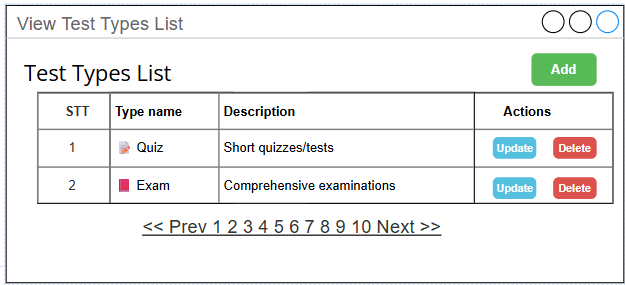 View Test Types List
Test Types List
Add
STT Type name Description Actions
1 Quiz Short quizzes/tests Update Delete
2 Exam Comprehensive examinations Update Delete
<< Prev 1 2 3 4 5 6 7 8 9 10 Next >>